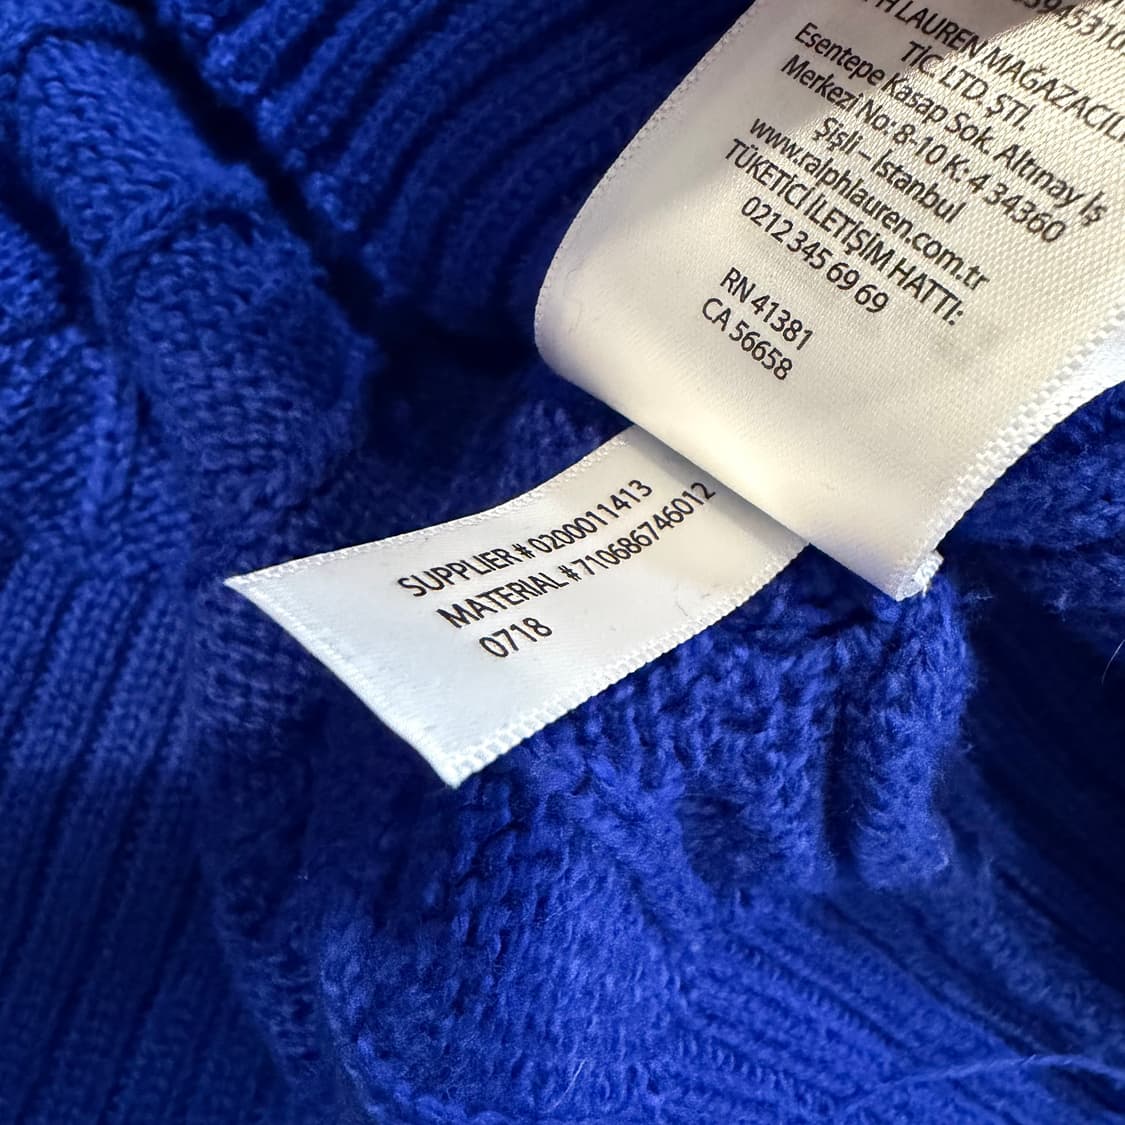 LAUREN MAĞAZACILI
TİC. LTD. ŞTİ.
Esentepe Kasap Sok. Altınay İş
Merkezi No: 8-10 K: 4 34360
Şişli – İstanbul
www.ralphlauren.com.tr
TÜKETİCİ İLETİŞİM HATTI:
0212 345 69 69
RN 41381
CA 56658
SUPPLIER # 0200011413
MATERIAL # 710686746012
0718